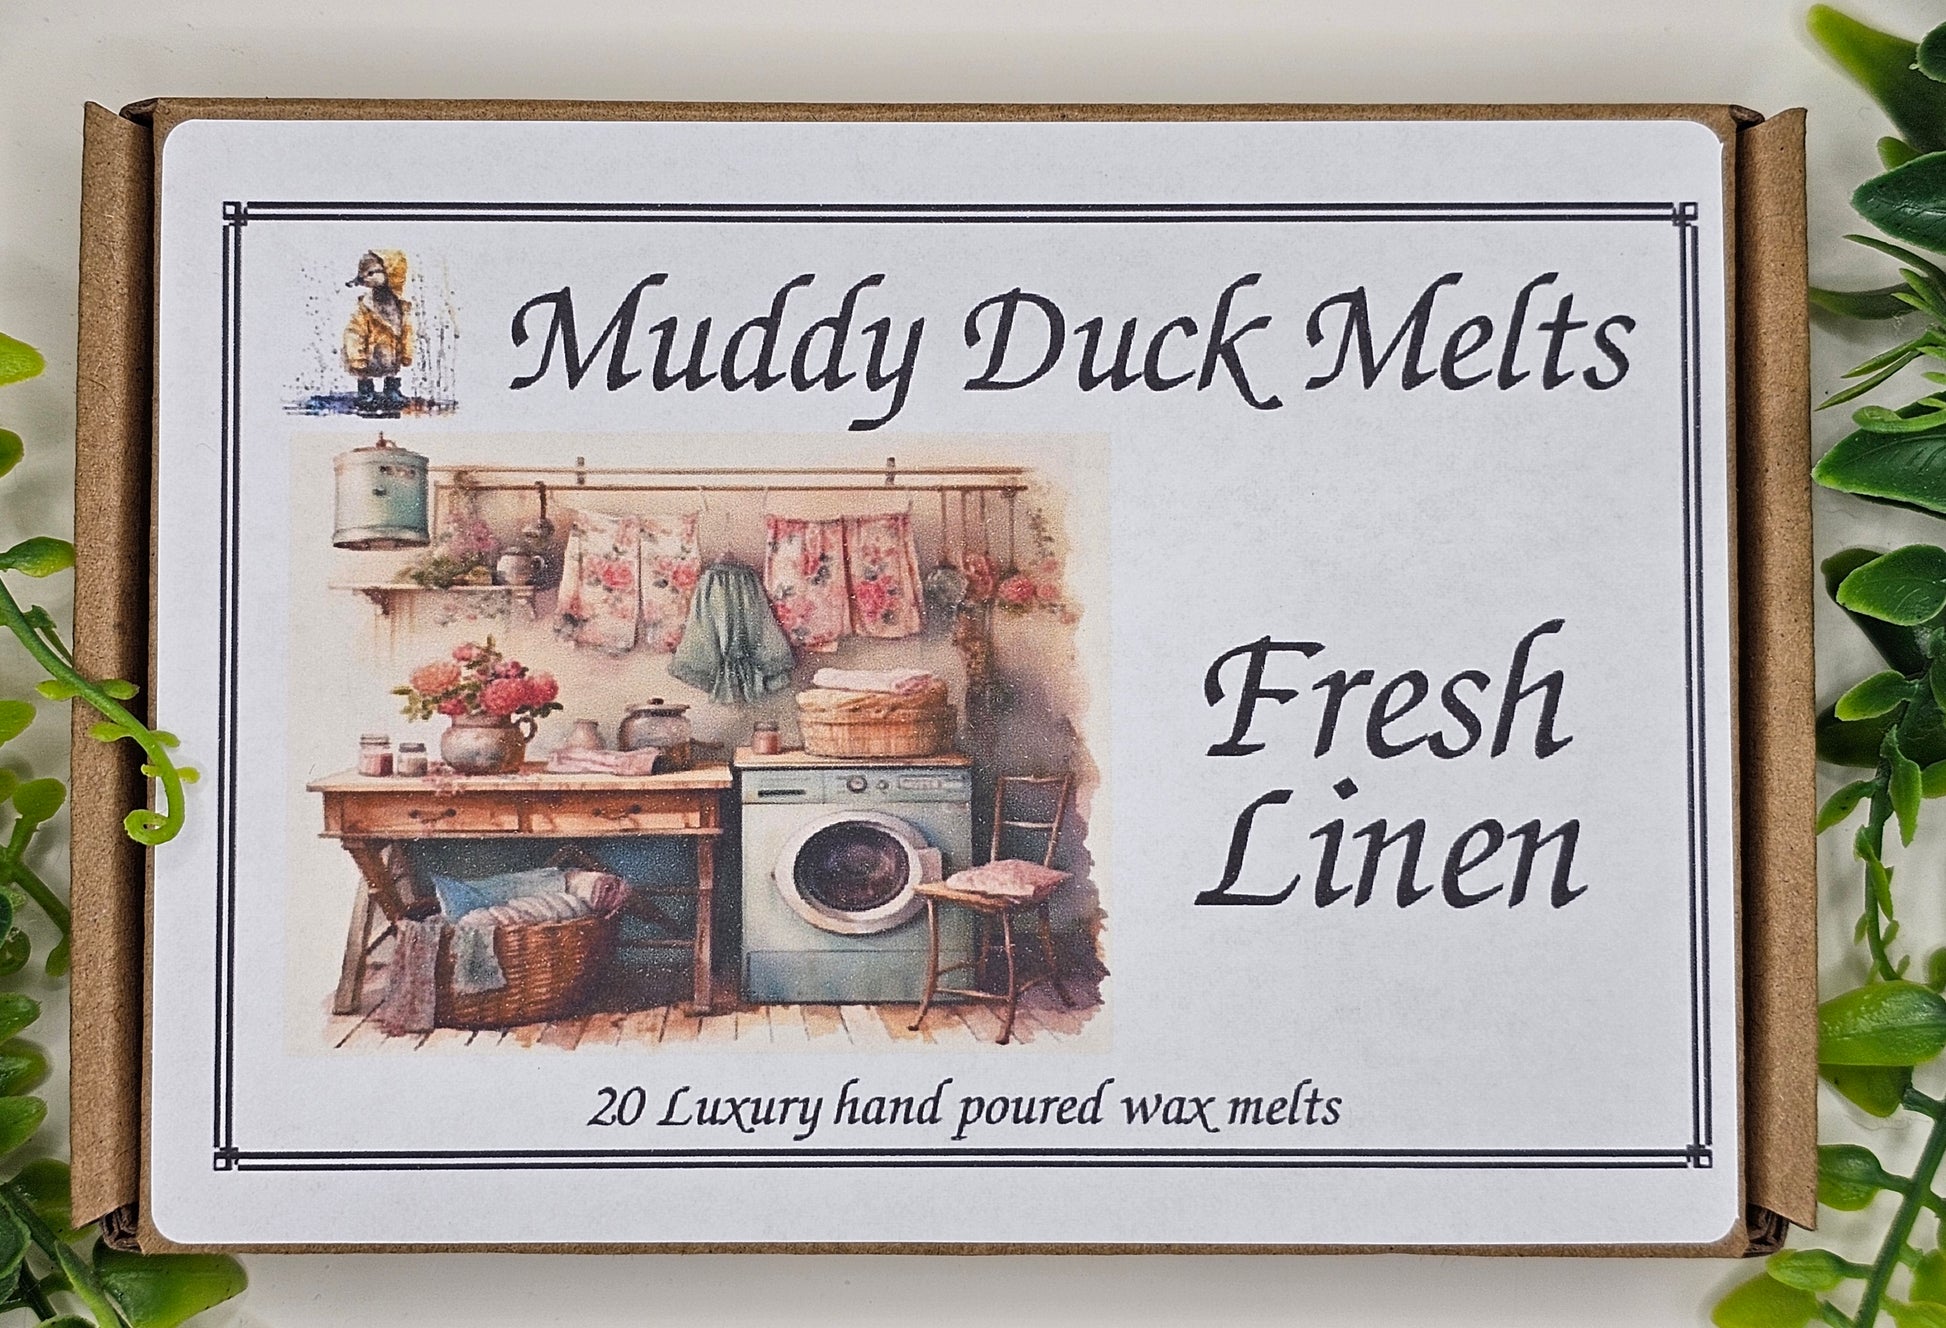 Muddy Duck Melts
Fresh
Linen
20 Luxury hand poured wax melts